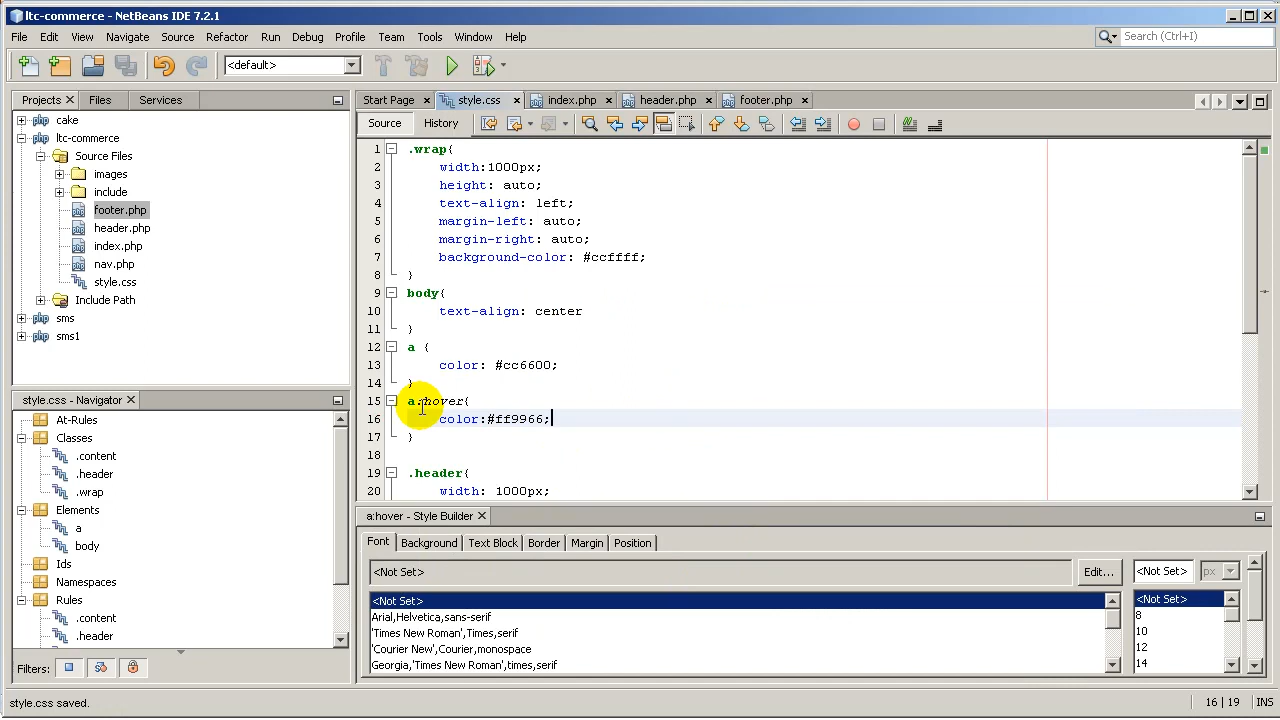 ltc-commerce - NetBeans IDE 7.2.1
File Edit View Navigate Source Refactor Run Debug Profile Team Tools Window Help
Search (Ctrl+I)
<default>
Projects Files Services
cake
ltc-commerce
Source Files
images
include
footer.php
header.php
index.php
nav.php
style.css
Include Path
sms
sms1
style.css - Navigator
At-Rules
Classes
.content
.header
.wrap
Elements
a
body
Ids
Namespaces
Rules
.content
.header
Filters:
Start Page style.css index.php header.php footer.php
Source History
1 .wrap{
2 width:1000px;
3 height: auto;
4 text-align: left;
5 margin-left: auto;
6 margin-right: auto;
7 background-color: #ccffff;
8 }
9 body{
10 text-align: center
11 }
12 a {
13 color: #cc6600;
14 }
15 a:hover{
16 color:#ff9966;
17 }
18
19 .header{
20 width: 1000px;
a:hover - Style Builder
Font Background Text Block Border Margin Position
<Not Set> Edit... <Not Set> px
<Not Set> <Not Set>
Arial,Helvetica,sans-serif 8
'Times New Roman',Times,serif 10
'Courier New',Courier,monospace 12
Georgia,'Times New Roman',times,serif 14
style.css saved. 16 | 19 INS